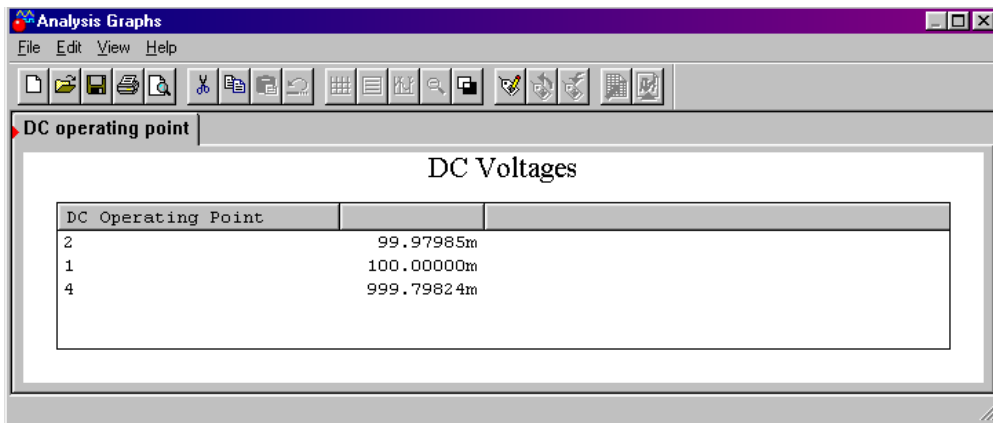 Analysis Graphs
File Edit View Help
DC operating point
DC Voltages
DC Operating Point
2 99.97985m
1 100.00000m
4 999.79824m